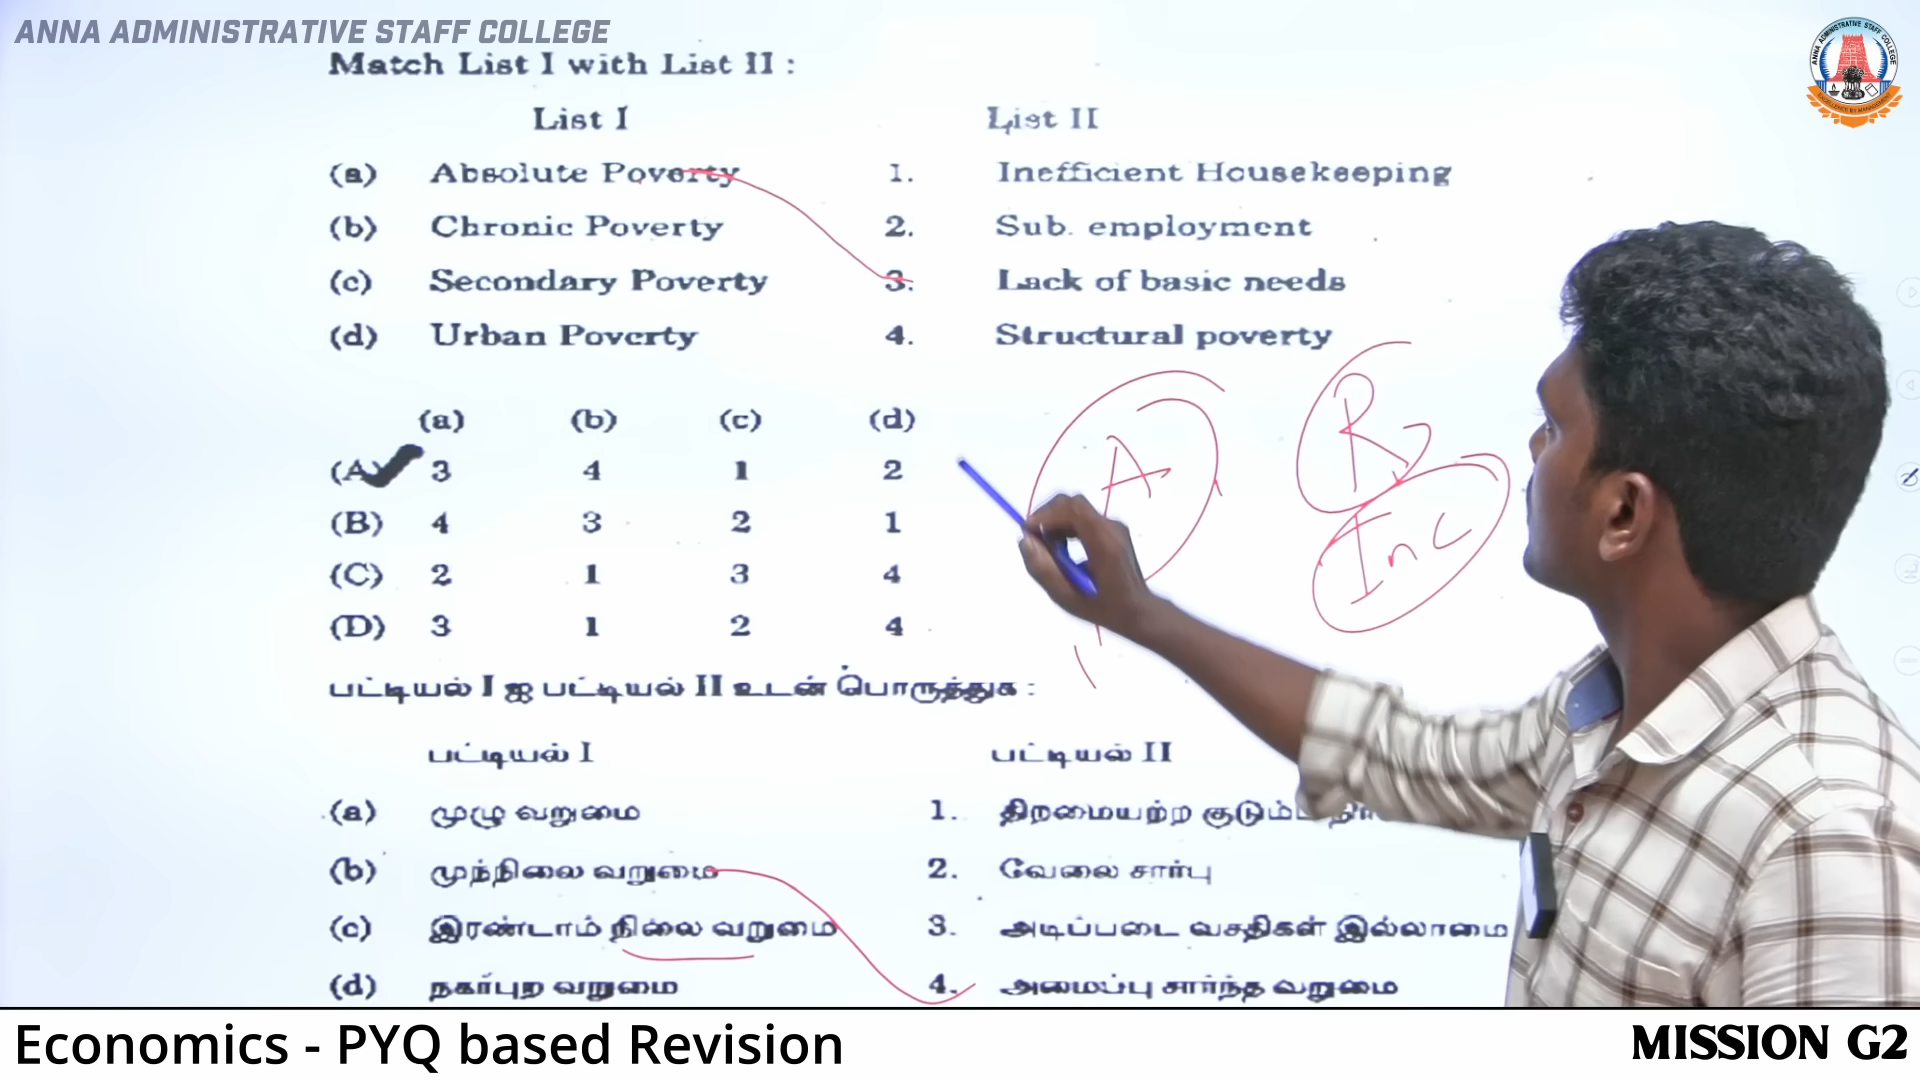 ANNA ADMINISTRATIVE STAFF COLLEGE
Match List I with List II :
List I List II
(a) Absolute Poverty 1. Inefficient Housekeeping
(b) Chronic Poverty 2. Sub. employment
(c) Secondary Poverty 3. Lack of basic needs
(d) Urban Poverty 4. Structural poverty
(a) (b) (c) (d)
(A) 3 4 1 2
(B) 4 3 2 1
(C) 2 1 3 4
(D) 3 1 2 4
A R
Inc
பட்டியல் I ஐ பட்டியல் II உடன் பொருத்துக :
பட்டியல் I பட்டியல் II
(a) முழு வறுமை 1. திறமையற்ற
(b) முந்நிலை வறுமை 2. வேலை சார்பு
(c) இரண்டாம் நிலை வறுமை 3. அடிப்படை வசதிகள் இல்லாமை
(d) நகர்புற வறுமை 4. அமைப்பு சார்ந்த வறுமை
Economics - PYQ based Revision
MISSION G2